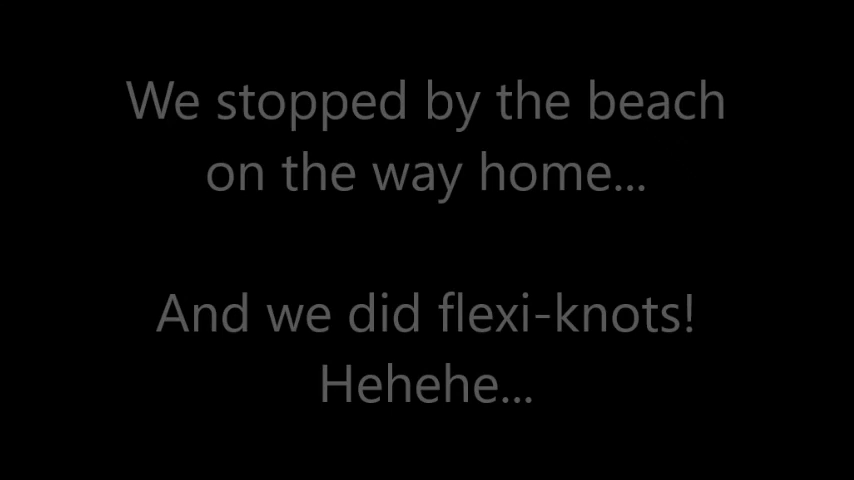 We stopped by the beach
on the way home...
And we did flexi-knots!
Hehehe...